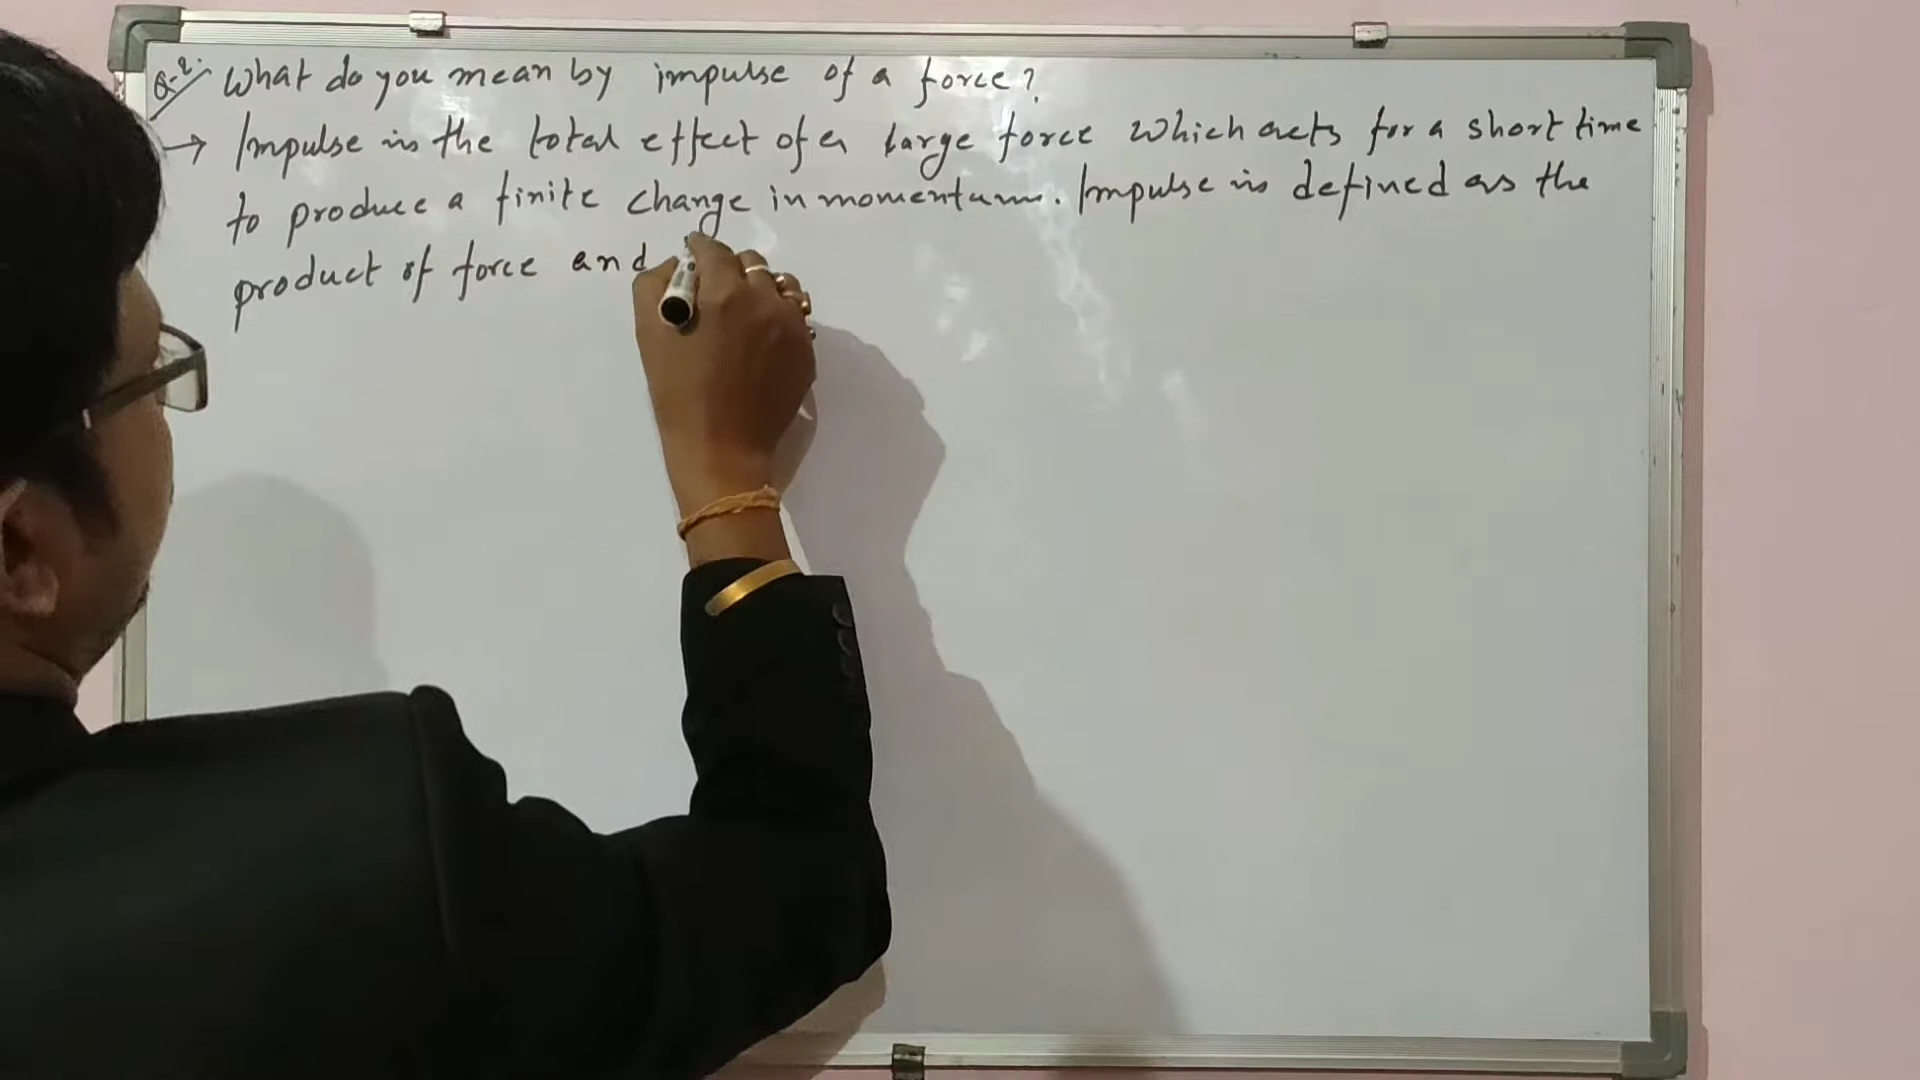 Q-2. What do you mean by impulse of a force?
→ Impulse is the total effect of a large force which acts for a short time
to produce a finite change in momentum. Impulse is defined as the
product of force and